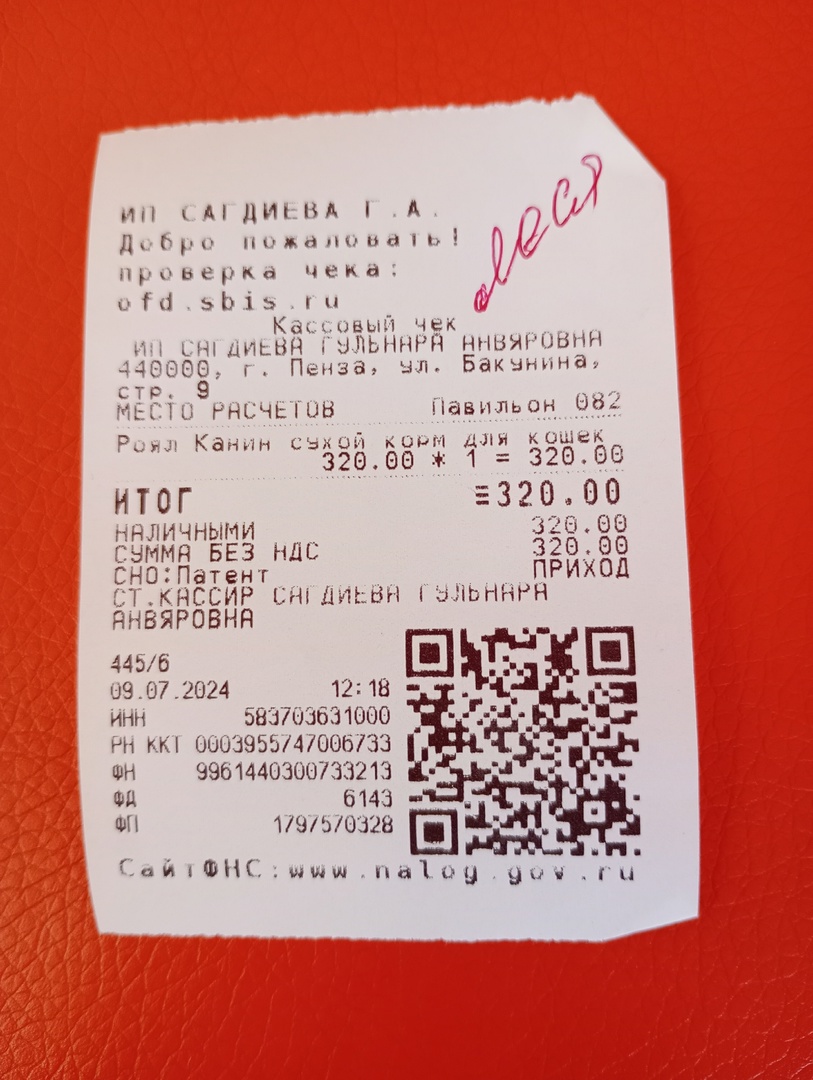 ИП САГДИЕВА Г.А.
Добро пожаловать!
проверка чека:
ofd.sbis.ru
Кассовый чек
ИП САГДИЕВА ГУЛЬНАРА АНВЯРОВНА
440000, г. Пенза, ул. Бакунина,
стр. 9
МЕСТО РАСЧЕТОВ Павильон 082
Роял Канин сухой корм для кошек
320.00 * 1 = 320.00
ИТОГ ≡320.00
НАЛИЧНЫМИ 320.00
СУММА БЕЗ НДС 320.00
СНО:Патент ПРИХОД
СТ.КАССИР САГДИЕВА ГУЛЬНАРА
АНВЯРОВНА
445/6
09.07.2024 12:18
ИНН 583703631000
РН ККТ 0003955747006733
ФН 9961440300733213
ФД 6143
ФП 1797570328
СайтФНС:www.nalog.gov.ru